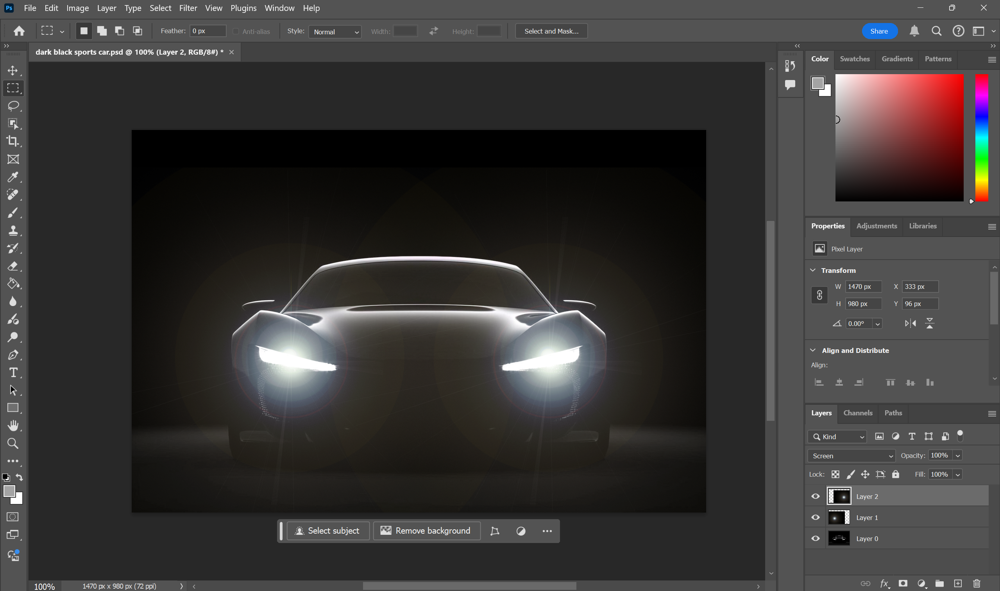 Ps File Edit Image Layer Type Select Filter View Plugins Window Help
Feather: 0 px Anti-alias Style: Normal Width: Height: Select and Mask... Share
dark black sports car.psd @ 100% (Layer 2, RGB/8#) *
Color Swatches Gradients Patterns
Properties Adjustments Libraries
Pixel Layer
Transform
W 1470 px X 333 px
H 980 px Y 96 px
0.00°
Align and Distribute
Align:
Layers Channels Paths
Kind
Screen Opacity: 100%
Lock: Fill: 100%
Layer 2
Layer 1
Layer 0
Select subject Remove background
100% 1470 px x 980 px (72 ppi)
fx